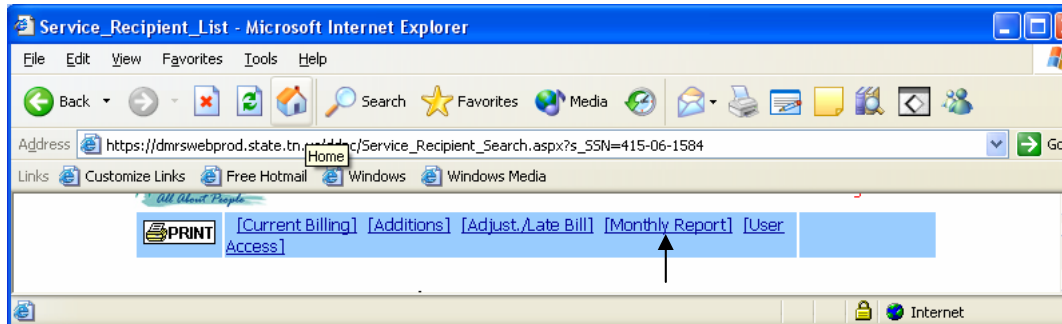 Service_Recipient_List - Microsoft Internet Explorer
File Edit View Favorites Tools Help
Back Search Favorites Media
Address https://dmrswebprod.state.tn. c/Service_Recipient_Search.aspx?s_SSN=415-06-1584 Go
Home
Links Customize Links Free Hotmail Windows Windows Media
All About People
PRINT [Current Billing] [Additions] [Adjust./Late Bill] [Monthly Report] [User
Access]
Internet